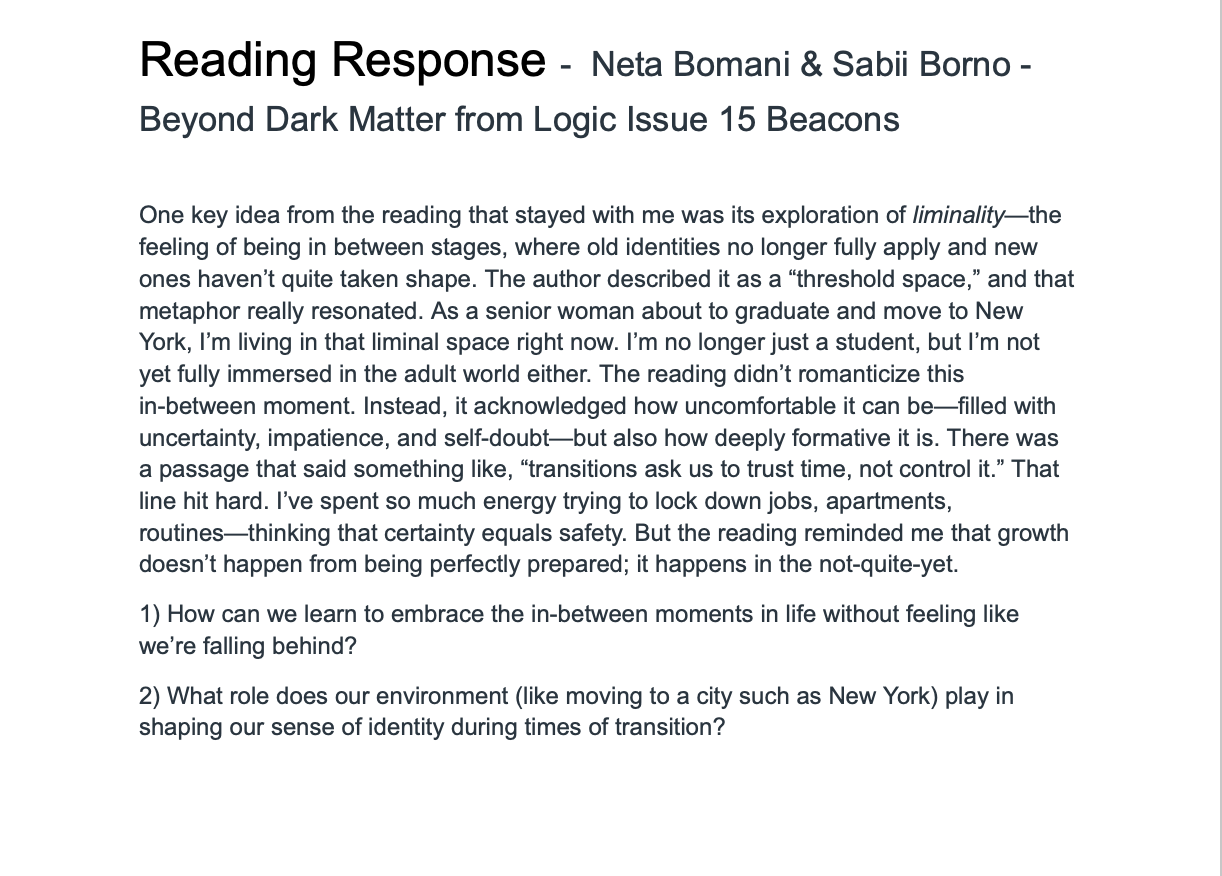 Reading Response - Neta Bomani & Sabii Borno -
Beyond Dark Matter from Logic Issue 15 Beacons
One key idea from the reading that stayed with me was its exploration of liminality—the
feeling of being in between stages, where old identities no longer fully apply and new
ones haven’t quite taken shape. The author described it as a “threshold space,” and that
metaphor really resonated. As a senior woman about to graduate and move to New
York, I’m living in that liminal space right now. I’m no longer just a student, but I’m not
yet fully immersed in the adult world either. The reading didn’t romanticize this
in-between moment. Instead, it acknowledged how uncomfortable it can be—filled with
uncertainty, impatience, and self-doubt—but also how deeply formative it is. There was
a passage that said something like, “transitions ask us to trust time, not control it.” That
line hit hard. I’ve spent so much energy trying to lock down jobs, apartments,
routines—thinking that certainty equals safety. But the reading reminded me that growth
doesn’t happen from being perfectly prepared; it happens in the not-quite-yet.
1) How can we learn to embrace the in-between moments in life without feeling like
we’re falling behind?
2) What role does our environment (like moving to a city such as New York) play in
shaping our sense of identity during times of transition?